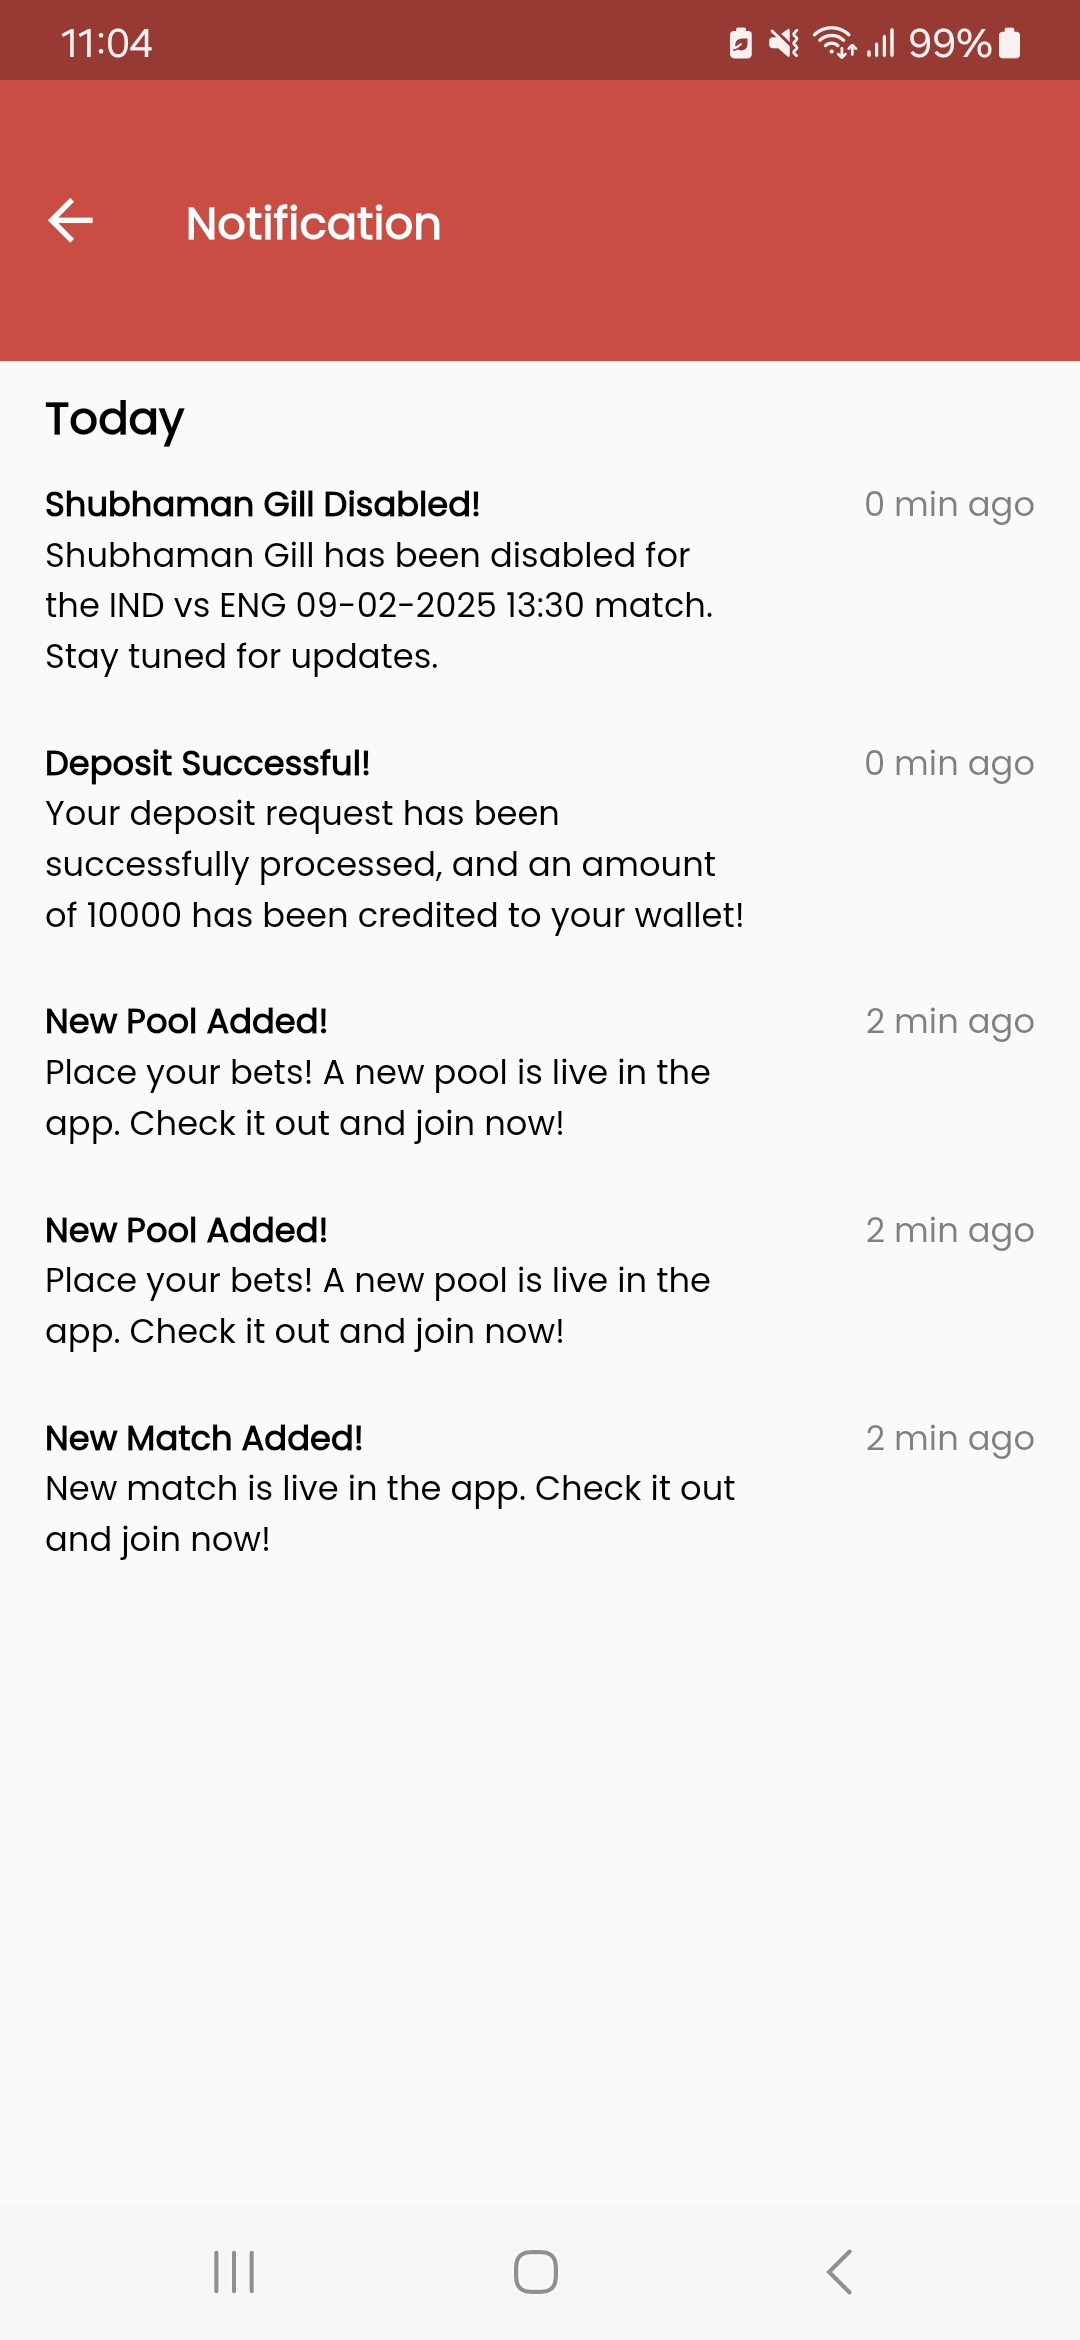 11:04
99%
Notification
Today
Shubhaman Gill Disabled!
0 min ago
Shubhaman Gill has been disabled for
the IND vs ENG 09-02-2025 13:30 match.
Stay tuned for updates.
Deposit Successful!
0 min ago
Your deposit request has been
successfully processed, and an amount
of 10000 has been credited to your wallet!
New Pool Added!
2 min ago
Place your bets! A new pool is live in the
app. Check it out and join now!
New Pool Added!
2 min ago
Place your bets! A new pool is live in the
app. Check it out and join now!
New Match Added!
2 min ago
New match is live in the app. Check it out
and join now!